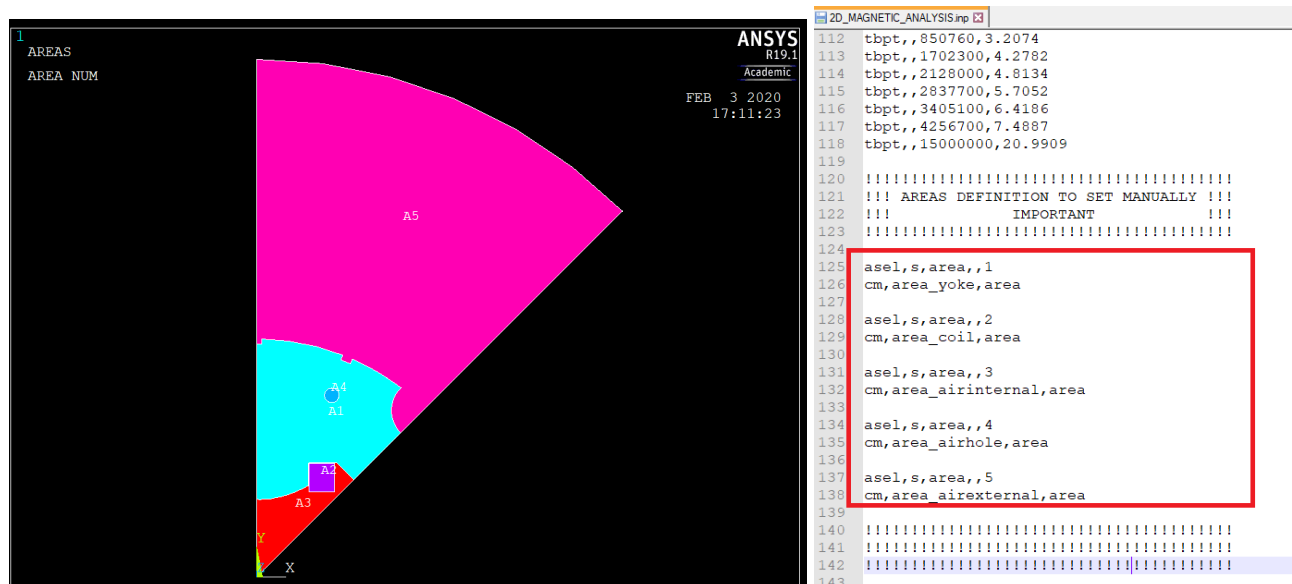 1
AREAS
AREA NUM
ANSYS
R19.1
Academic
FEB 3 2020
17:11:23
A5
A4
A1
A2
A3
Y
X
2D_MAGNETIC_ANALYSIS.inp
112 tbpt,,850760,3.2074
113 tbpt,,1702300,4.2782
114 tbpt,,2128000,4.8134
115 tbpt,,2837700,5.7052
116 tbpt,,3405100,6.4186
117 tbpt,,4256700,7.4887
118 tbpt,,15000000,20.9909
119
120 !!!!!!!!!!!!!!!!!!!!!!!!!!!!!!!!!!!!!!!!!
121 !!! AREAS DEFINITION TO SET MANUALLY !!!
122 !!! IMPORTANT !!!
123 !!!!!!!!!!!!!!!!!!!!!!!!!!!!!!!!!!!!!!!!!
124
125 asel,s,area,,1
126 cm,area_yoke,area
127
128 asel,s,area,,2
129 cm,area_coil,area
130
131 asel,s,area,,3
132 cm,area_airinternal,area
133
134 asel,s,area,,4
135 cm,area_airhole,area
136
137 asel,s,area,,5
138 cm,area_airexternal,area
139
140 !!!!!!!!!!!!!!!!!!!!!!!!!!!!!!!!!!!!!!!!!
141 !!!!!!!!!!!!!!!!!!!!!!!!!!!!!!!!!!!!!!!!!
142 !!!!!!!!!!!!!!!!!!!!!!!!!!!!!!!!!!!!!!!!!
143